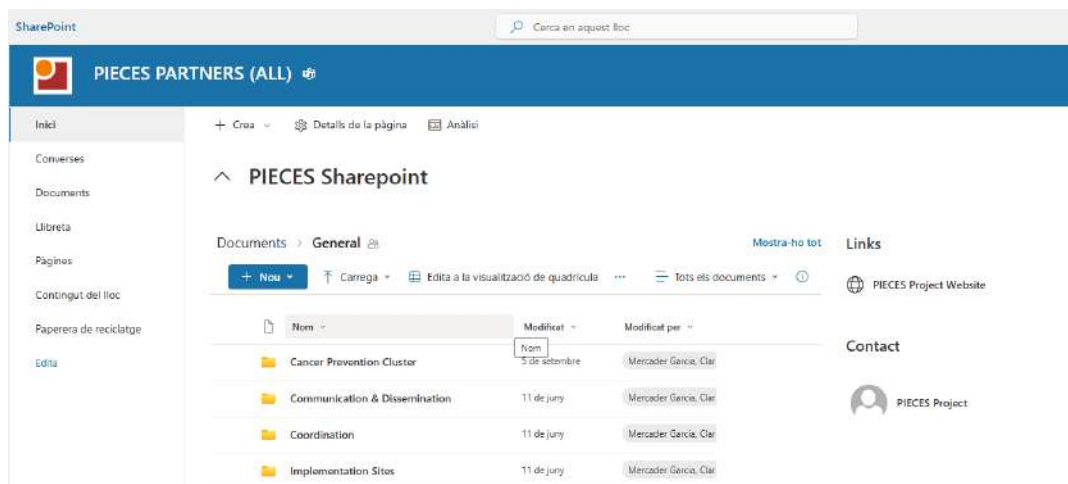 SharePoint
Cerca en aquest lloc
PIECES PARTNERS (ALL)
Inici
Converses
Documents
Llibreta
Pàgines
Contingut del lloc
Paperera de reciclatge
Edita
+ Crea
Detalls de la pàgina
Anàlisi
PIECES Sharepoint
Documents > General
Mostra-ho tot
+ Nou
Carrega
Edita a la visualització de quadrícula
...
Tots els documents
Nom
Modificat
Modificat per
Nom
Cancer Prevention Cluster
5 de setembre
Mercader Garcia, Clar
Communication & Dissemination
11 de juny
Mercader Garcia, Clar
Coordination
11 de juny
Mercader Garcia, Clar
Implementation Sites
11 de juny
Mercader Garcia, Clar
Links
PIECES Project Website
Contact
PIECES Project